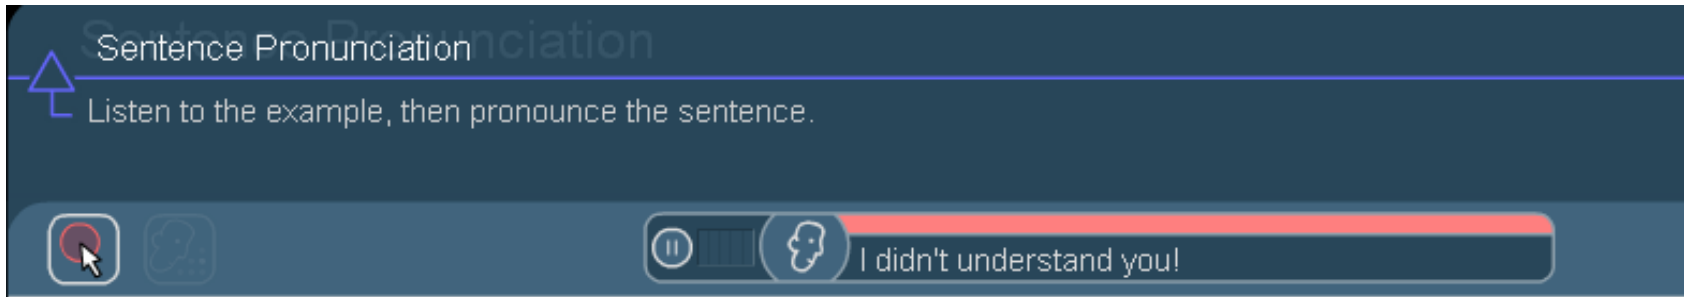 Sentence Pronunciation
Listen to the example, then pronounce the sentence.
I didn't understand you!